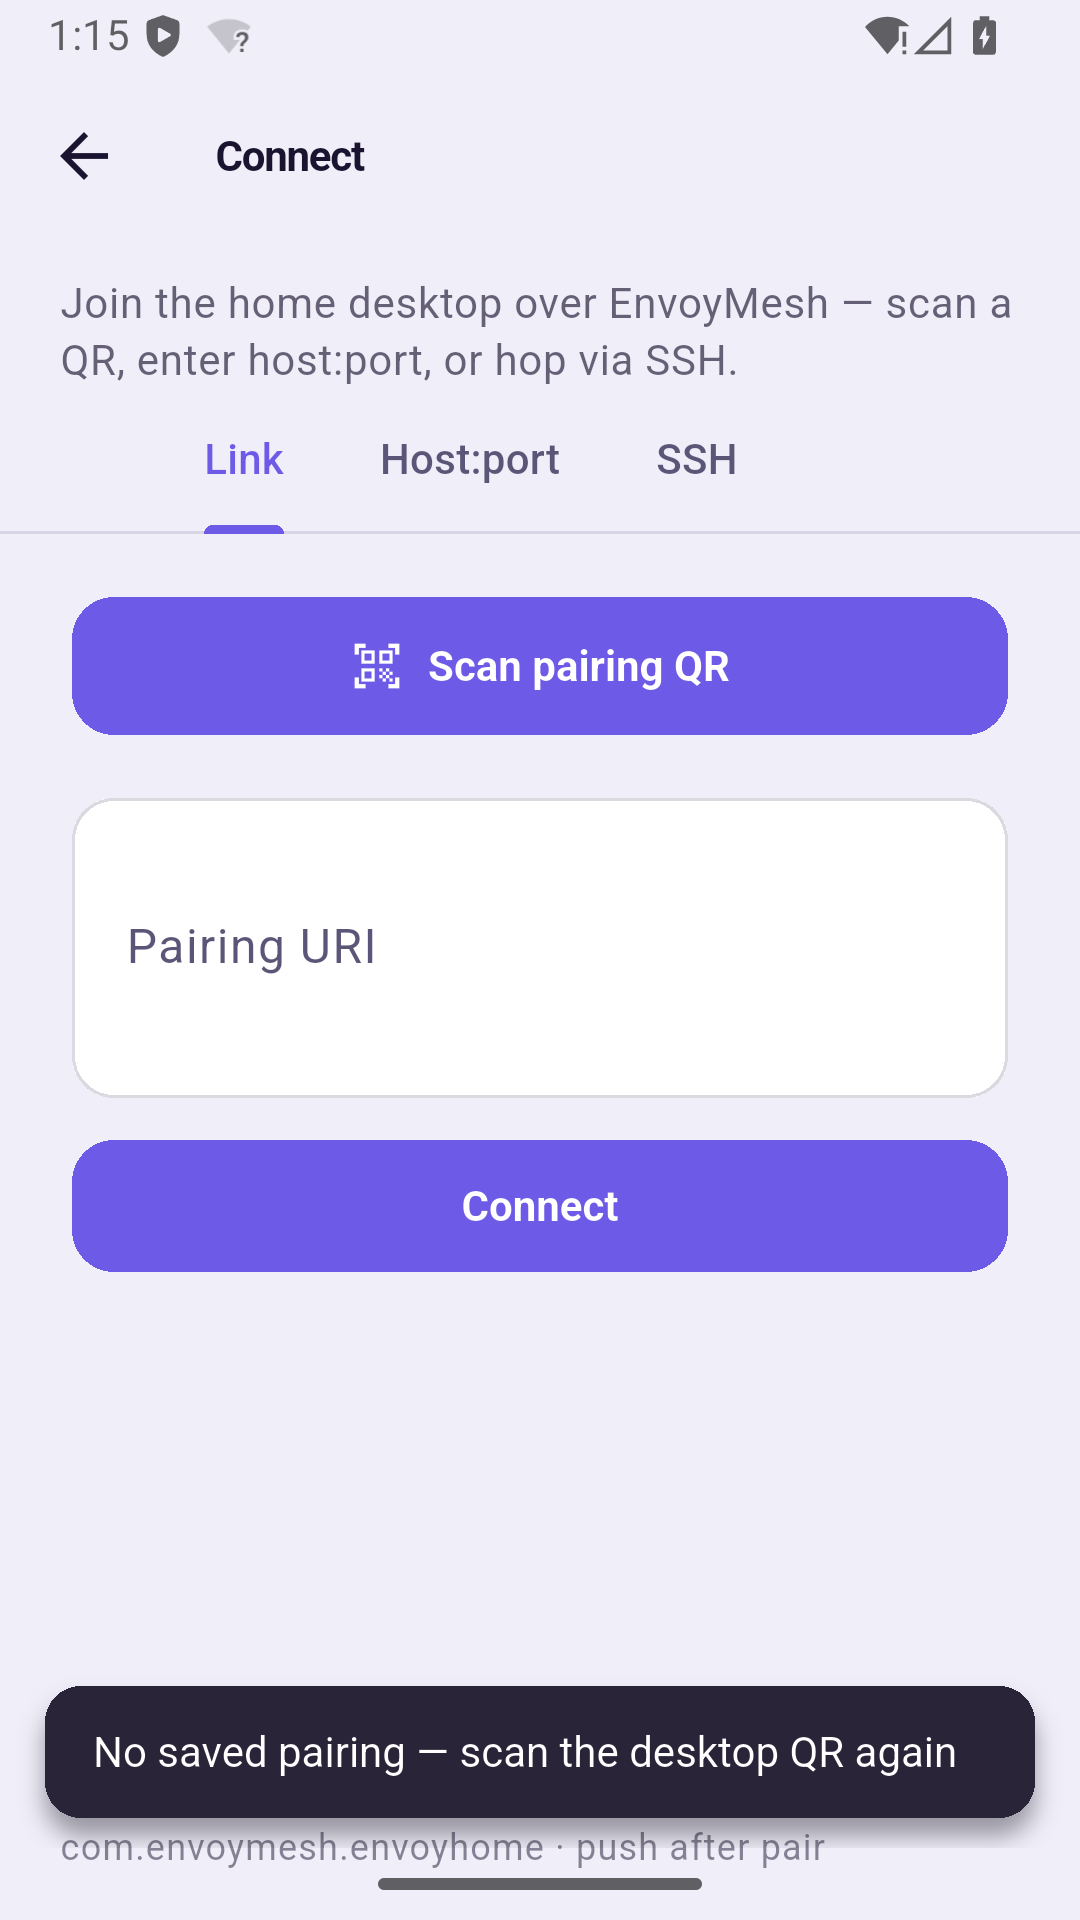 1:15
Connect
Join the home desktop over EnvoyMesh — scan a
QR, enter host:port, or hop via SSH.
Link
Host:port
SSH
Scan pairing QR
Pairing URI
Connect
No saved pairing — scan the desktop QR again
com.envoymesh.envoyhome · push after pair